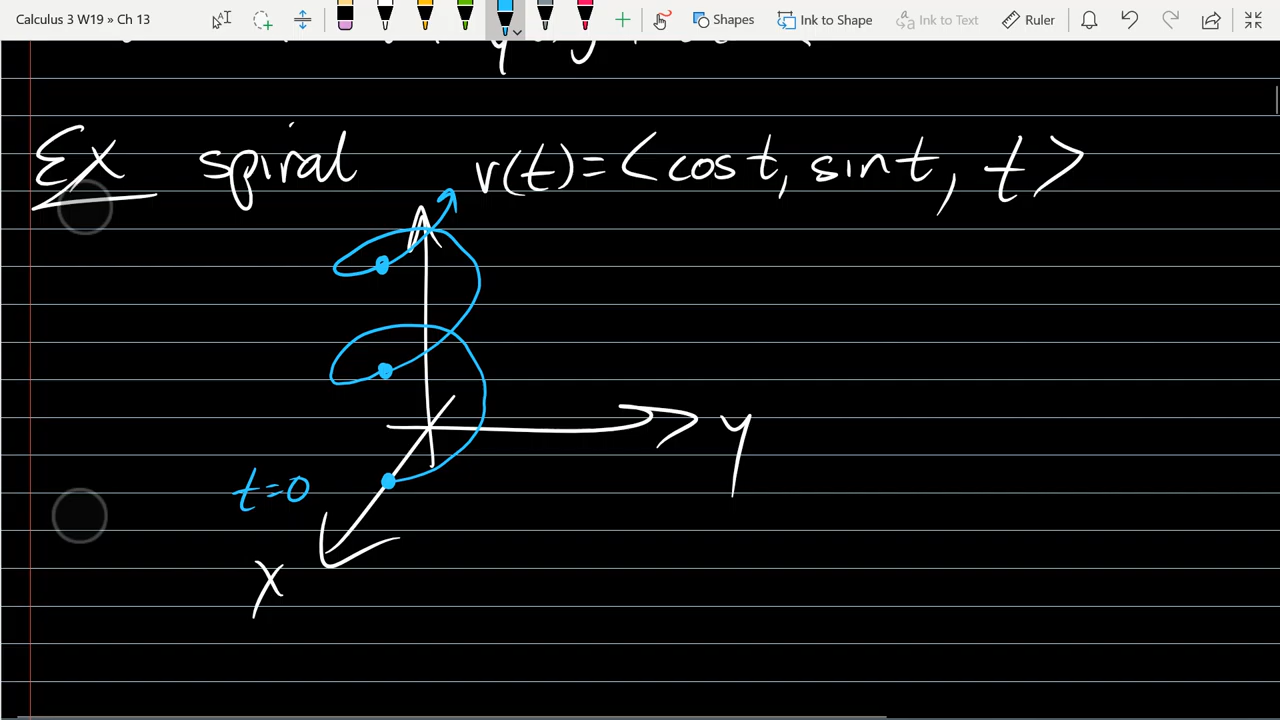 Calculus 3 W19 » Ch 13
Shapes
Ink to Shape
Ink to Text
Ruler
Ex spiral r(t)=<cos t, sin t, t>
y
t=0
x